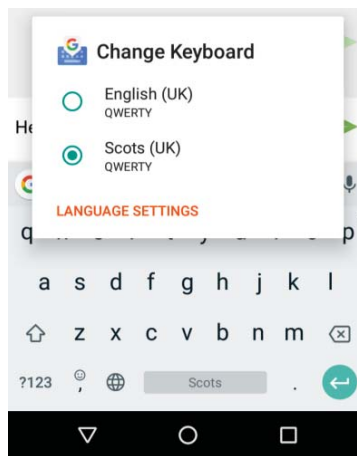 Change Keyboard
English (UK)
QWERTY
He
Scots (UK)
QWERTY
LANGUAGE SETTINGS
q p
a s d f g h j k l
z x c v b n m
?123 , Scots .